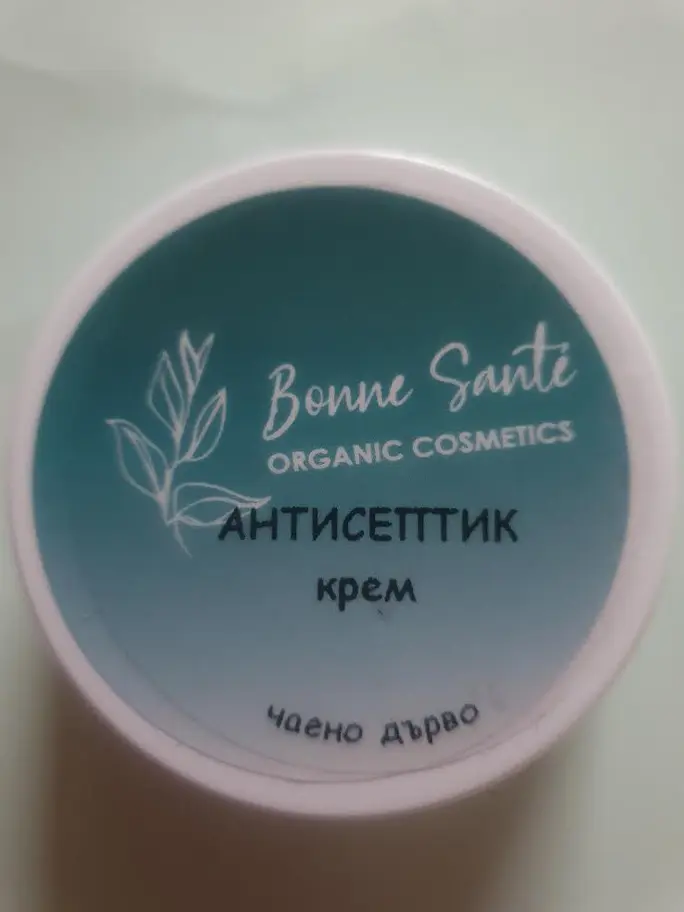 Bonne Santé
ORGANIC COSMETICS
АНТИСЕПТИК
крем
чаено дърво